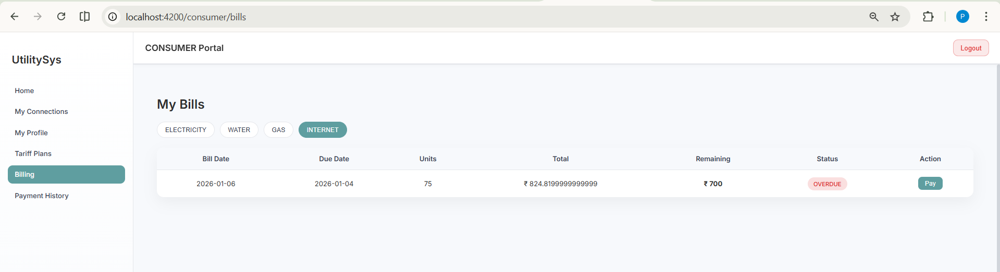 localhost:4200/consumer/bills
P
UtilitySys
CONSUMER Portal
Logout
Home
My Connections
My Profile
Tariff Plans
Billing
Payment History
My Bills
ELECTRICITY WATER GAS INTERNET
Bill Date Due Date Units Total Remaining Status Action
2026-01-06 2026-01-04 75 ₹ 824.8199999999999 ₹ 700 OVERDUE Pay